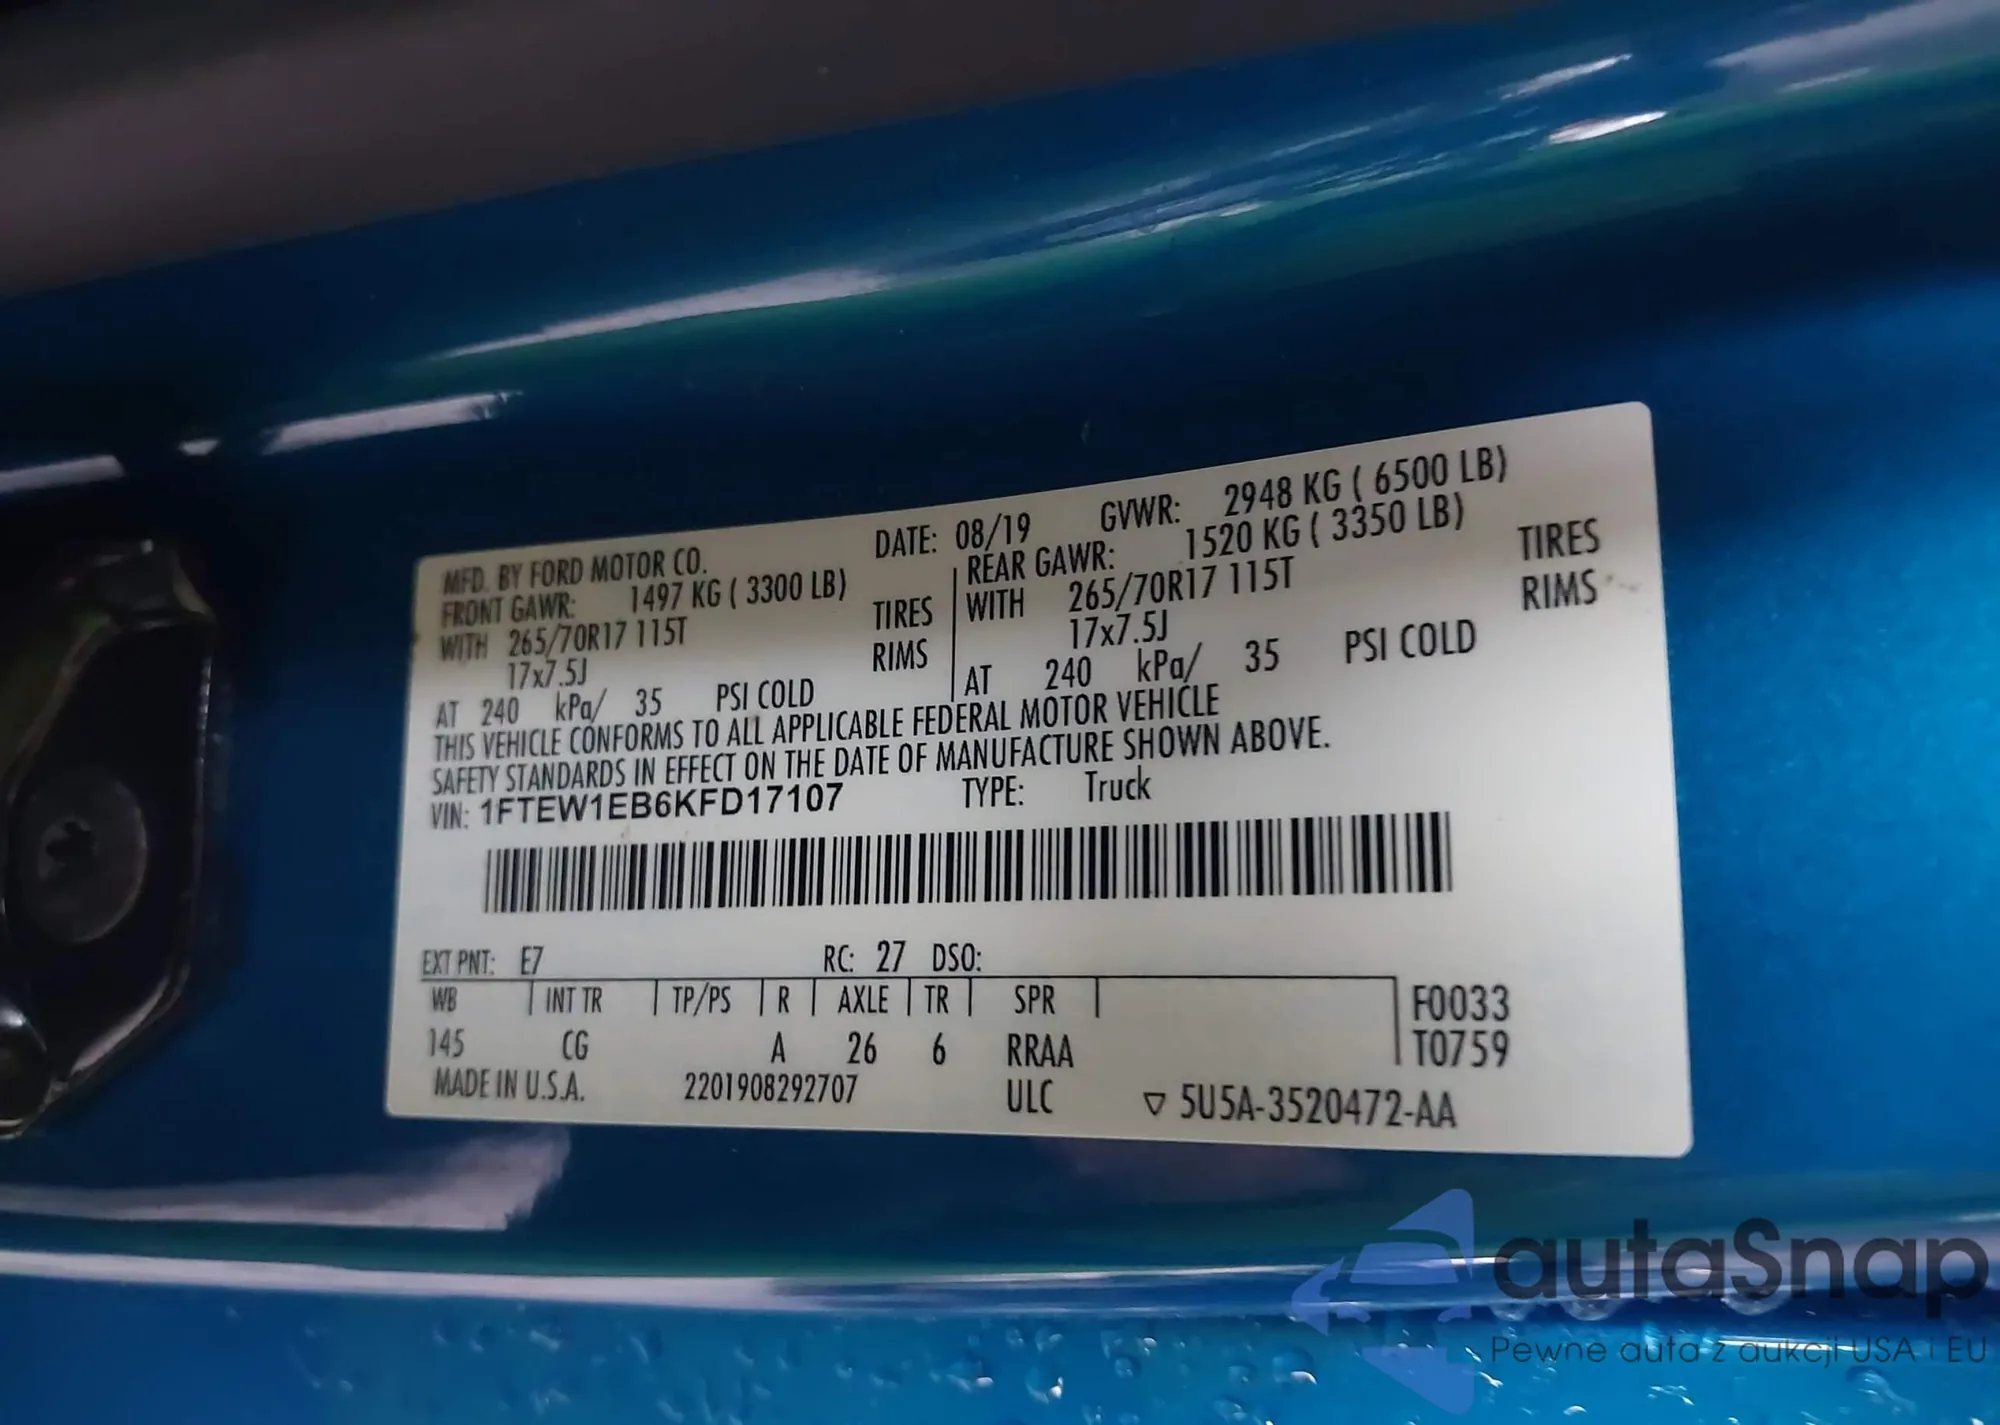 MFD. BY FORD MOTOR CO. DATE: 08/19 GVWR: 2948 KG ( 6500 LB)
FRONT GAWR: 1497 KG ( 3300 LB) REAR GAWR: 1520 KG ( 3350 LB)
WITH 265/70R17 115T TIRES WITH 265/70R17 115T TIRES
17x7.5J RIMS 17x7.5J RIMS
AT 240 kPa/ 35 PSI COLD AT 240 kPa/ 35 PSI COLD
THIS VEHICLE CONFORMS TO ALL APPLICABLE FEDERAL MOTOR VEHICLE
SAFETY STANDARDS IN EFFECT ON THE DATE OF MANUFACTURE SHOWN ABOVE.
VIN: 1FTEW1EB6KFD17107 TYPE: Truck
EXT PNT: E7 RC: 27 DSO:
WB INT TR TP/PS R AXLE TR SPR F0033
145 CG A 26 6 RRAA T0759
MADE IN U.S.A. 2201908292707 ULC ▽ 5U5A-3520472-AA
autaSnap
Pewne auta z aukcji USA i EU